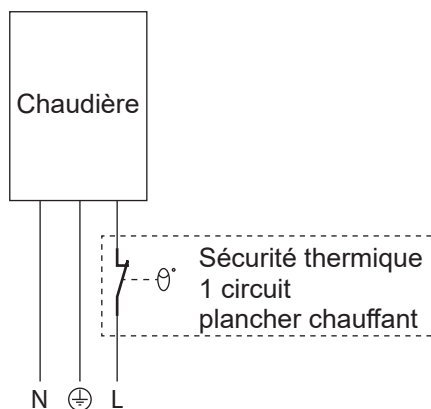 Chaudière
Sécurité thermique
1 circuit
plancher chauffant
θ°
N ⏚ L